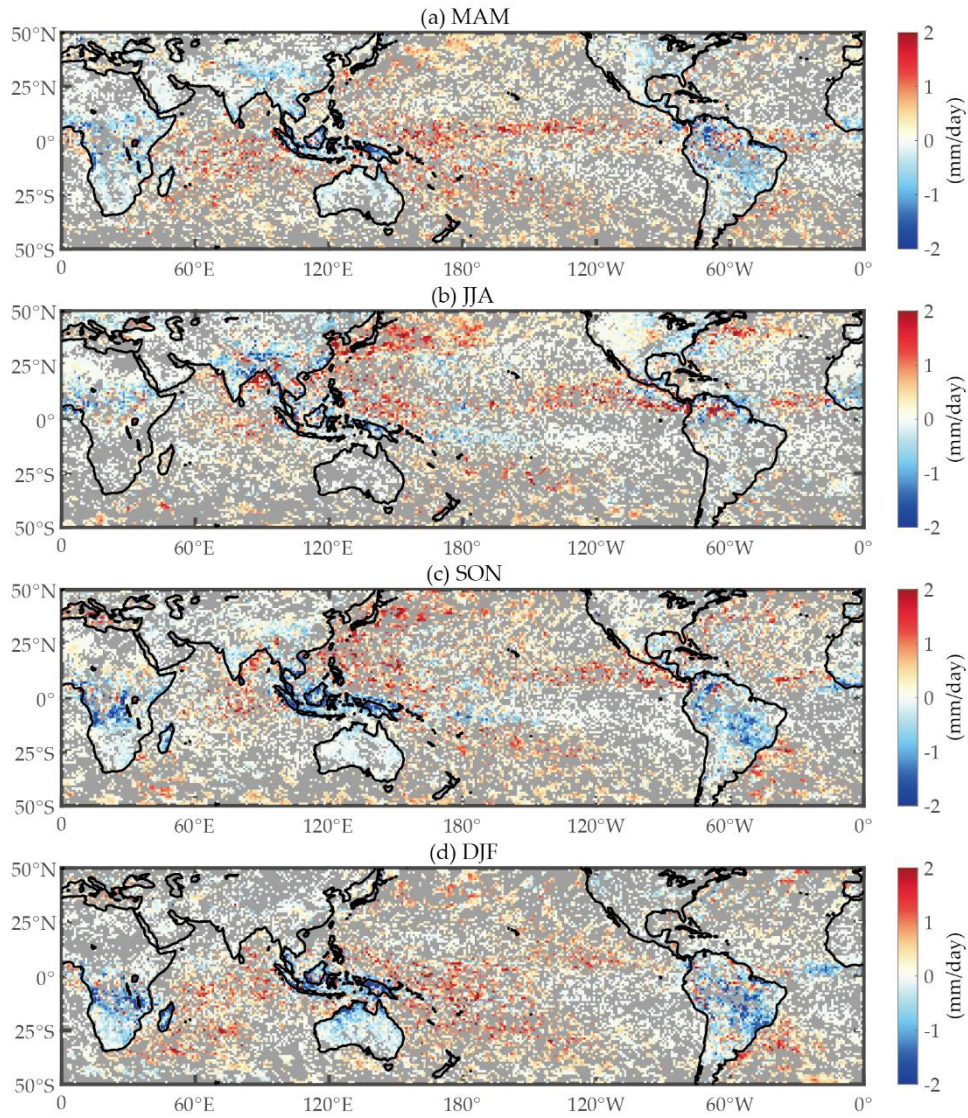 (a) MAM
50°N
25°N
0°
25°S
50°S
0
60°E
120°E
180°
120°W
60°W
0°
2
1
0
-1
-2
(mm/day)
(b) JJA
50°N
25°N
0°
25°S
50°S
0
60°E
120°E
180°
120°W
60°W
0°
2
1
0
-1
-2
(mm/day)
(c) SON
50°N
25°N
0°
25°S
50°S
0
60°E
120°E
180°
120°W
60°W
0°
2
1
0
-1
-2
(mm/day)
(d) DJF
50°N
25°N
0°
25°S
50°S
0
60°E
120°E
180°
120°W
60°W
0°
2
1
0
-1
-2
(mm/day)